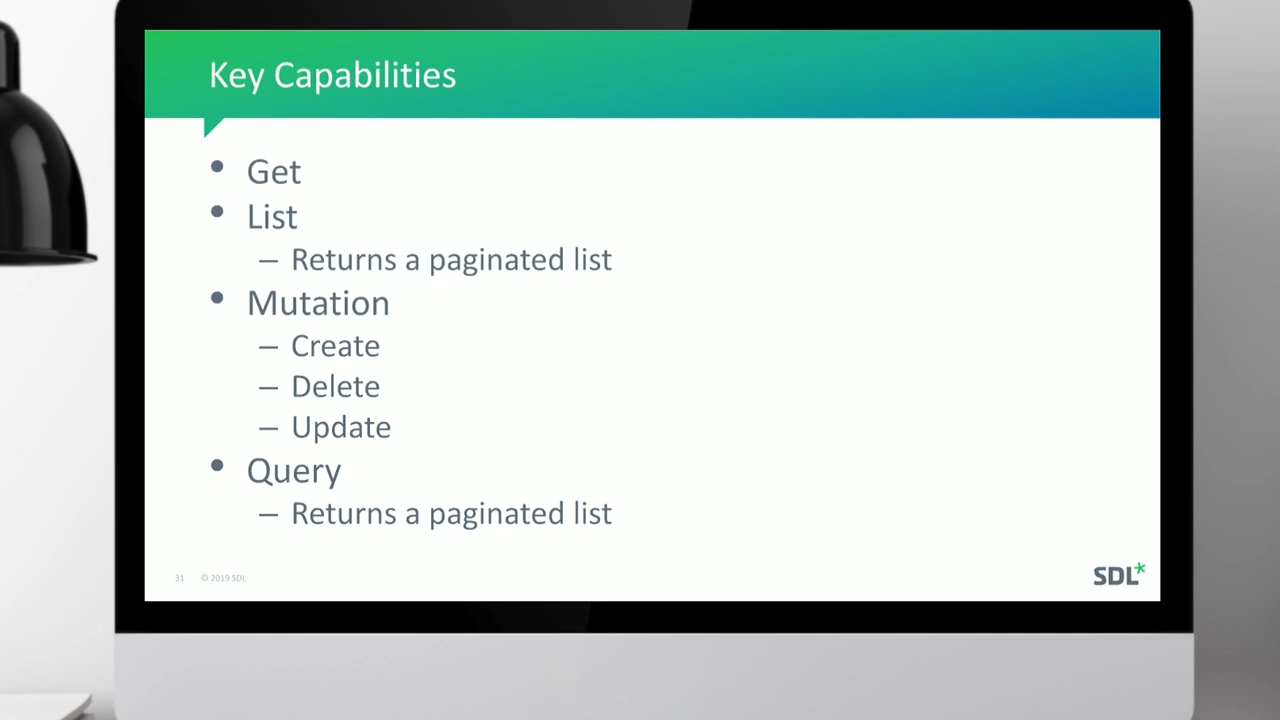 Key Capabilities
• Get
• List
– Returns a paginated list
• Mutation
– Create
– Delete
– Update
• Query
– Returns a paginated list
31 © 2019 SDL
SDL*